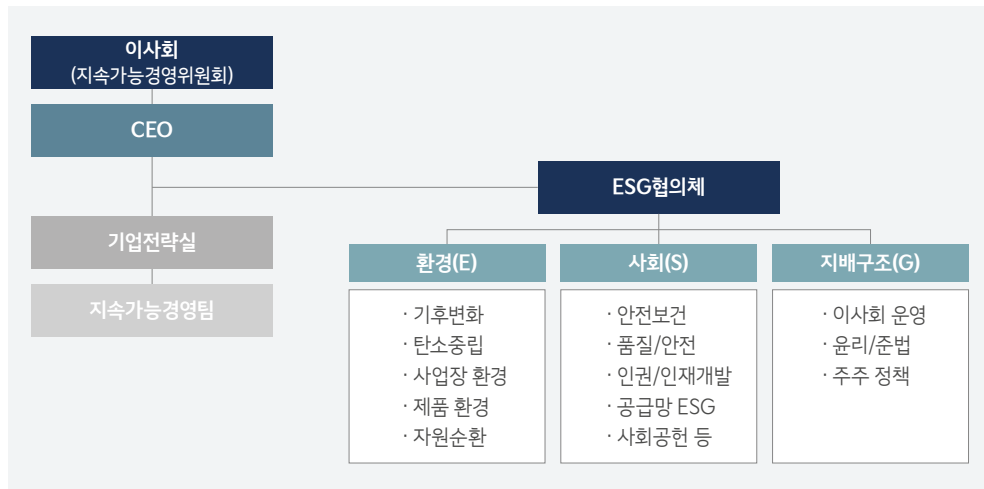 이사회
(지속가능경영위원회)
CEO
ESG협의체
기업전략실
지속가능경영팀
환경(E)
· 기후변화
· 탄소중립
· 사업장 환경
· 제품 환경
· 자원순환
사회(S)
· 안전보건
· 품질/안전
· 인권/인재개발
· 공급망 ESG
· 사회공헌 등
지배구조(G)
· 이사회 운영
· 윤리/준법
· 주주 정책